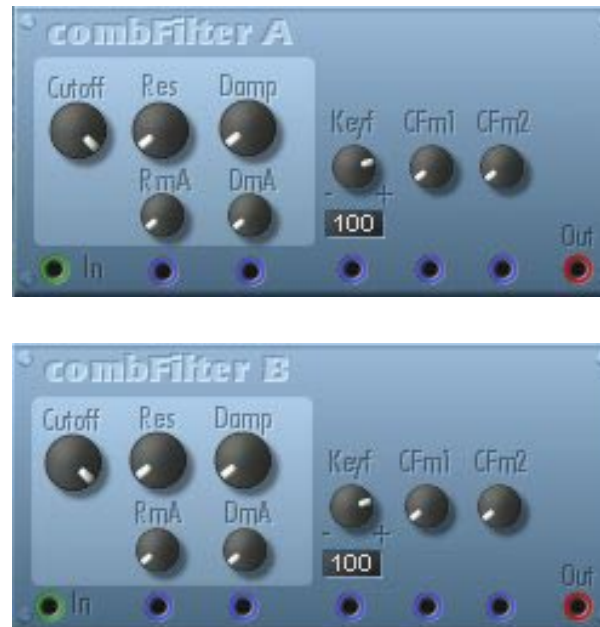 combFilter A
Cutoff Res Damp
Keyf CFm1 CFm2
RmA DmA
- +
100
Out
In
combFilter B
Cutoff Res Damp
Keyf CFm1 CFm2
RmA DmA
- +
100
Out
In